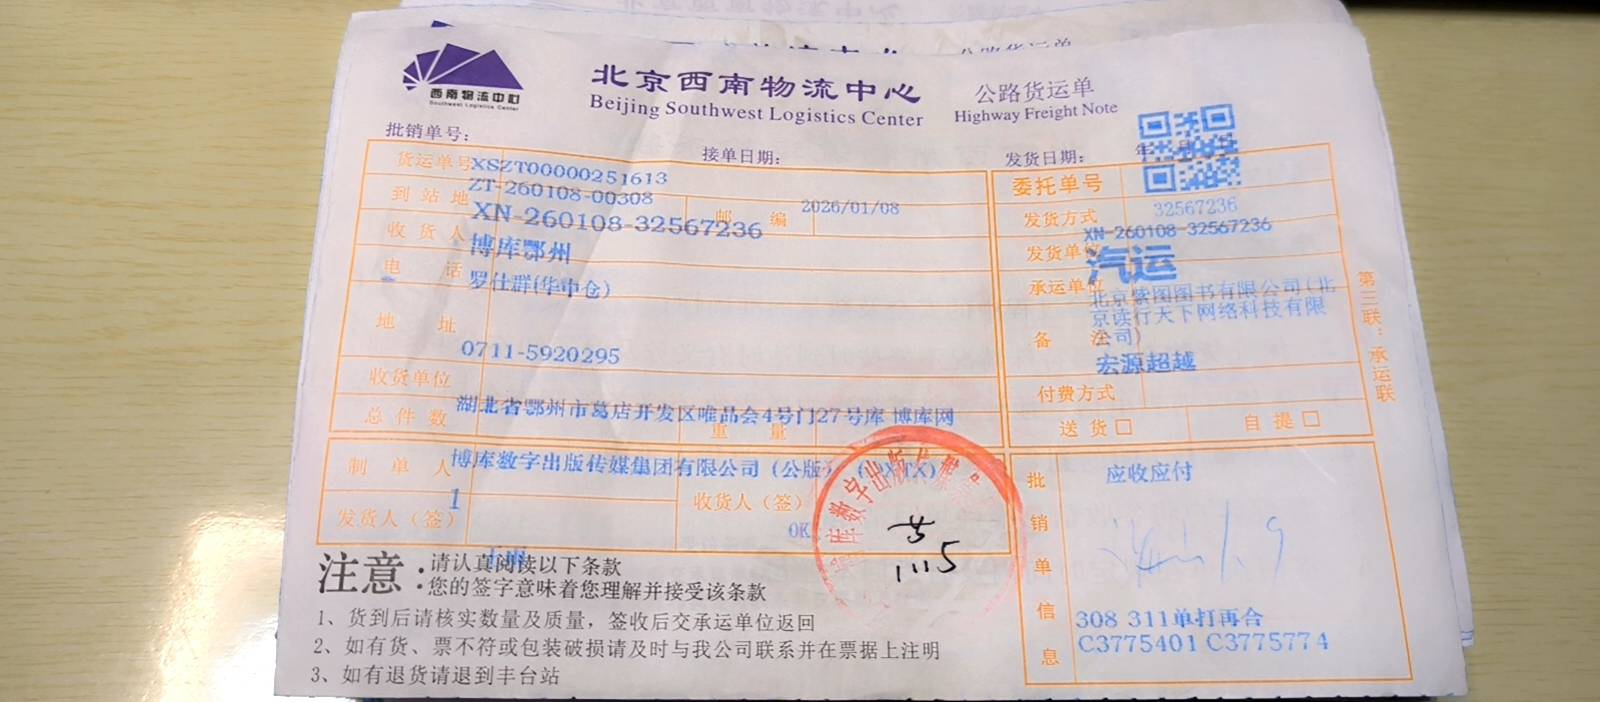 西南物流中心
Southwest Logistics Center
北京西南物流中心
Beijing Southwest Logistics Center
公路货运单
Highway Freight Note
批销单号：
接单日期：
发货日期： 年 月 日
货运单号 XSZT00000251613
ZT-260108-00308
到站地
XN-260108-32567236
邮 编
2026/01/08
收货人
博库鄂州
电 话
罗仕群(华中仓)
地 址
0711-5920295
收货单位
湖北省鄂州市葛店开发区唯品会4号门27号库 博库网
总件数
重 量
制单人
博库数字出版传媒集团有限公司（公版）
1
收货人（签）
0K
发货人（签）
委托单号
发货方式
32567236
XN-260108-32567236
发货单位
汽运
承运单位
北京紫图图书有限公司(北
京读行天下网络科技有限
公司)
备 注
宏源超越
付费方式
送货□
自提□
第三联：承运联
批销单信息
应收应付
1.9
308 311单打再合
C3775401 C3775774
1115
注意：
请认真阅读以下条款
您的签字意味着您理解并接受该条款
1、货到后请核实数量及质量，签收后交承运单位返回
2、如有货、票不符或包装破损请及时与我公司联系并在票据上注明
3、如有退货请退到丰台站